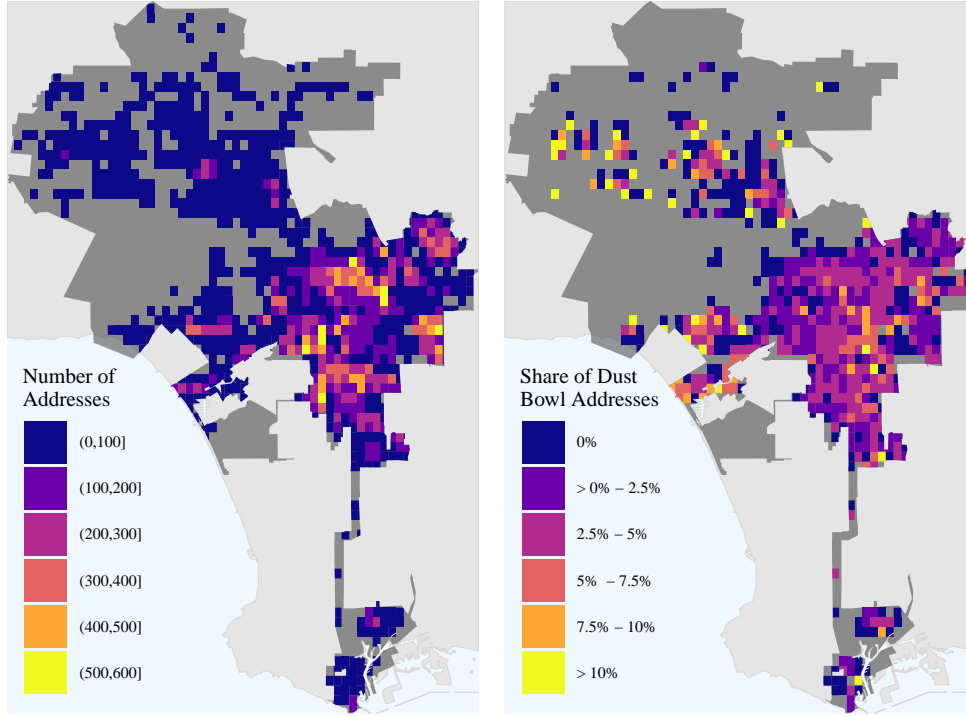 Number of
Addresses
(0,100]
(100,200]
(200,300]
(300,400]
(400,500]
(500,600]
Share of Dust
Bowl Addresses
0%
> 0% − 2.5%
2.5% − 5%
5% − 7.5%
7.5% − 10%
> 10%